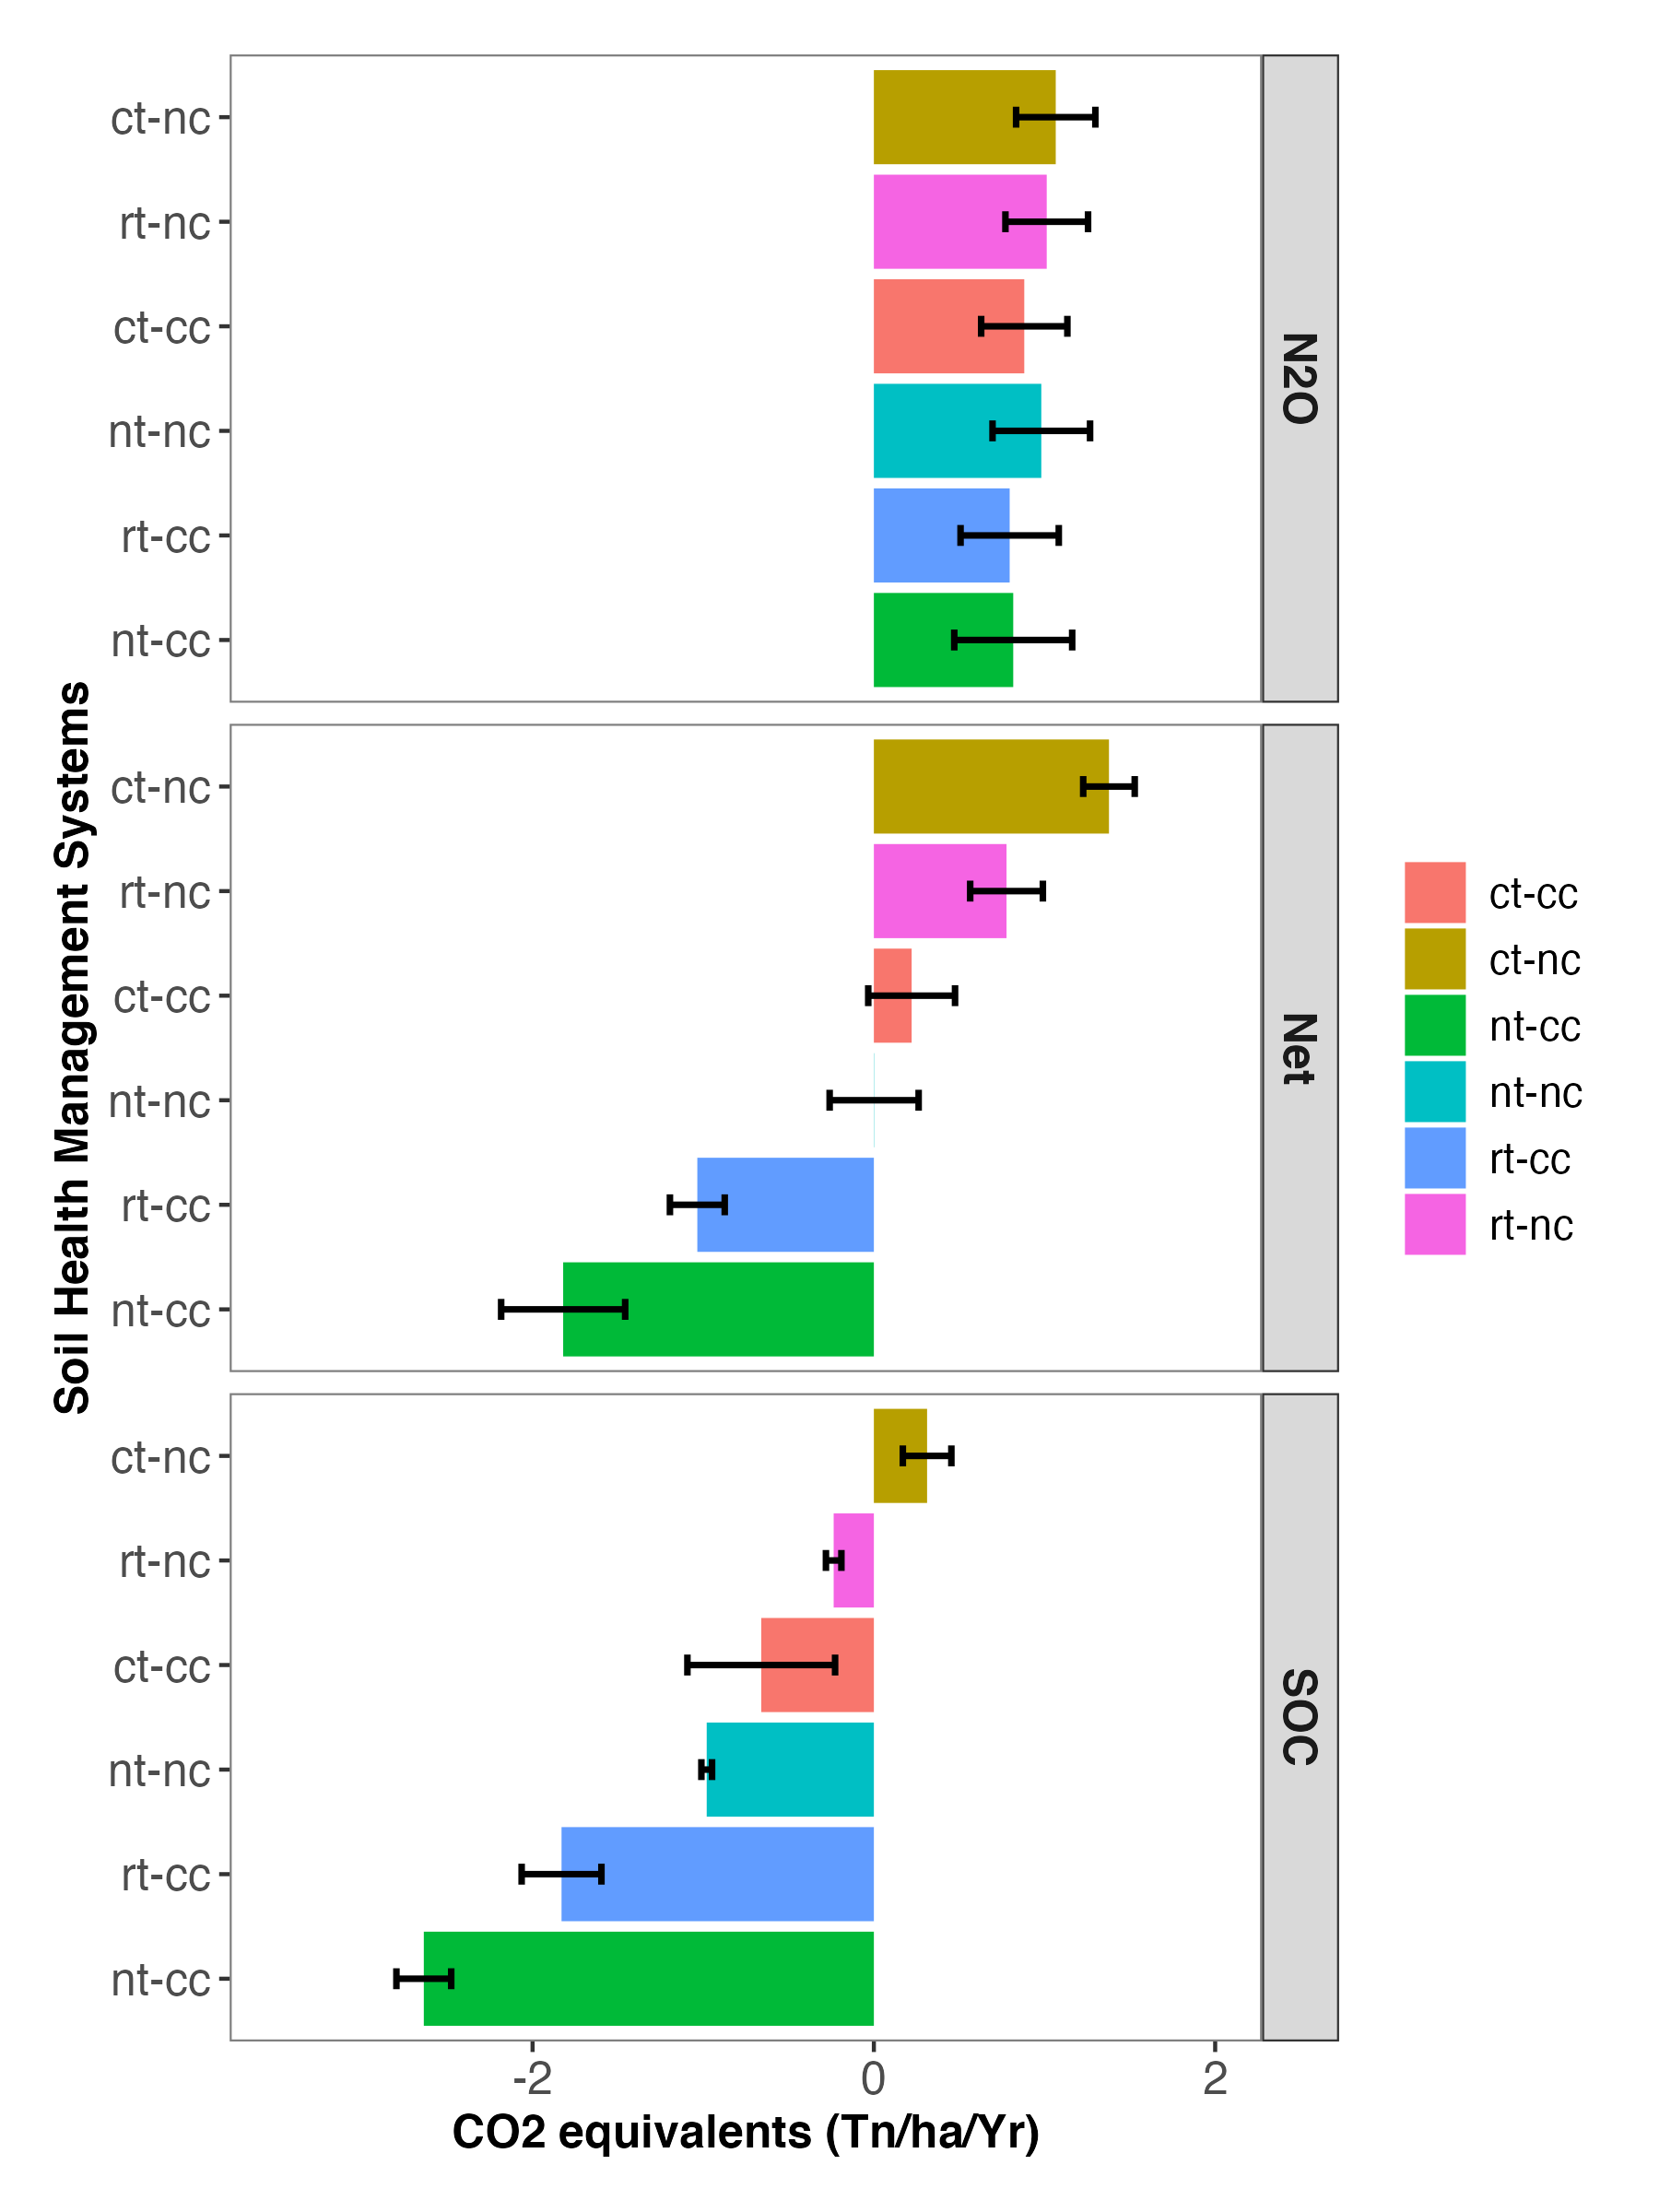 Soil Health Management Systems
ct-nc
rt-nc
ct-cc
nt-nc
rt-cc
nt-cc
N2O
ct-nc
rt-nc
ct-cc
nt-nc
rt-cc
nt-cc
Net
ct-nc
rt-nc
ct-cc
nt-nc
rt-cc
nt-cc
SOC
-2 0 2
CO2 equivalents (Tn/ha/Yr)
ct-cc
ct-nc
nt-cc
nt-nc
rt-cc
rt-nc